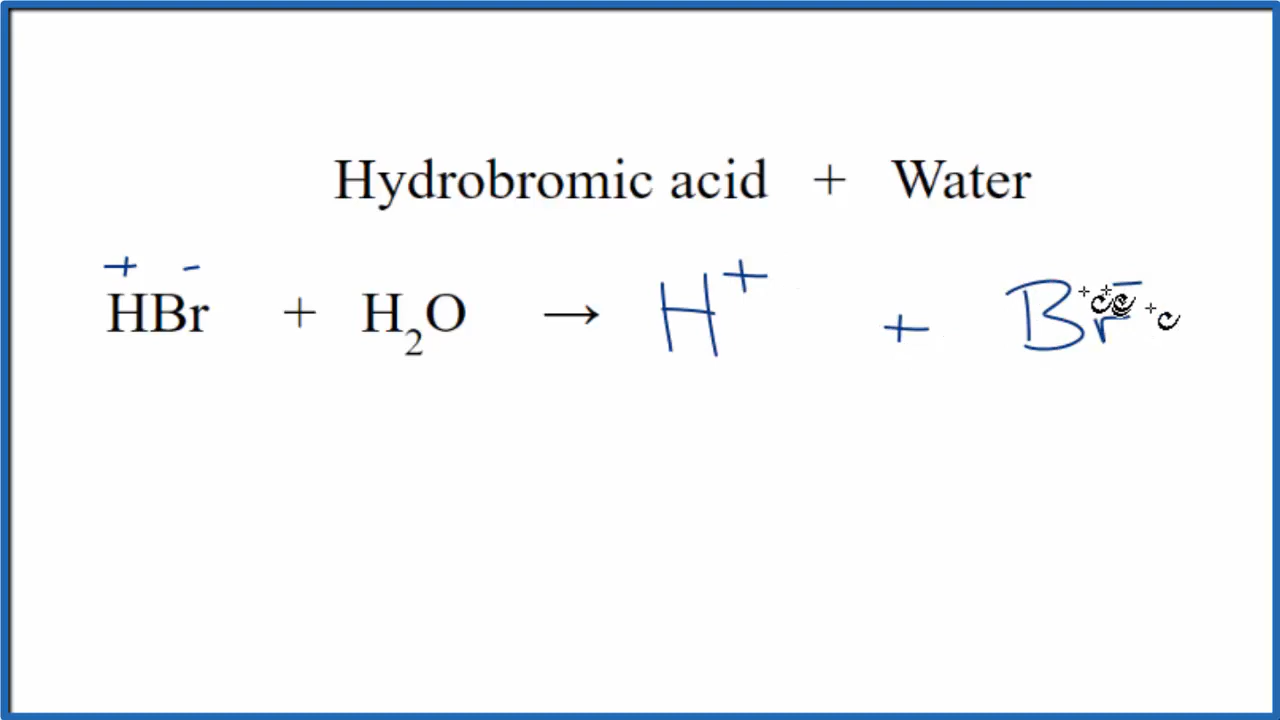 Hydrobromic acid + Water
+ -
HBr + H₂O → H⁺ + Br⁻